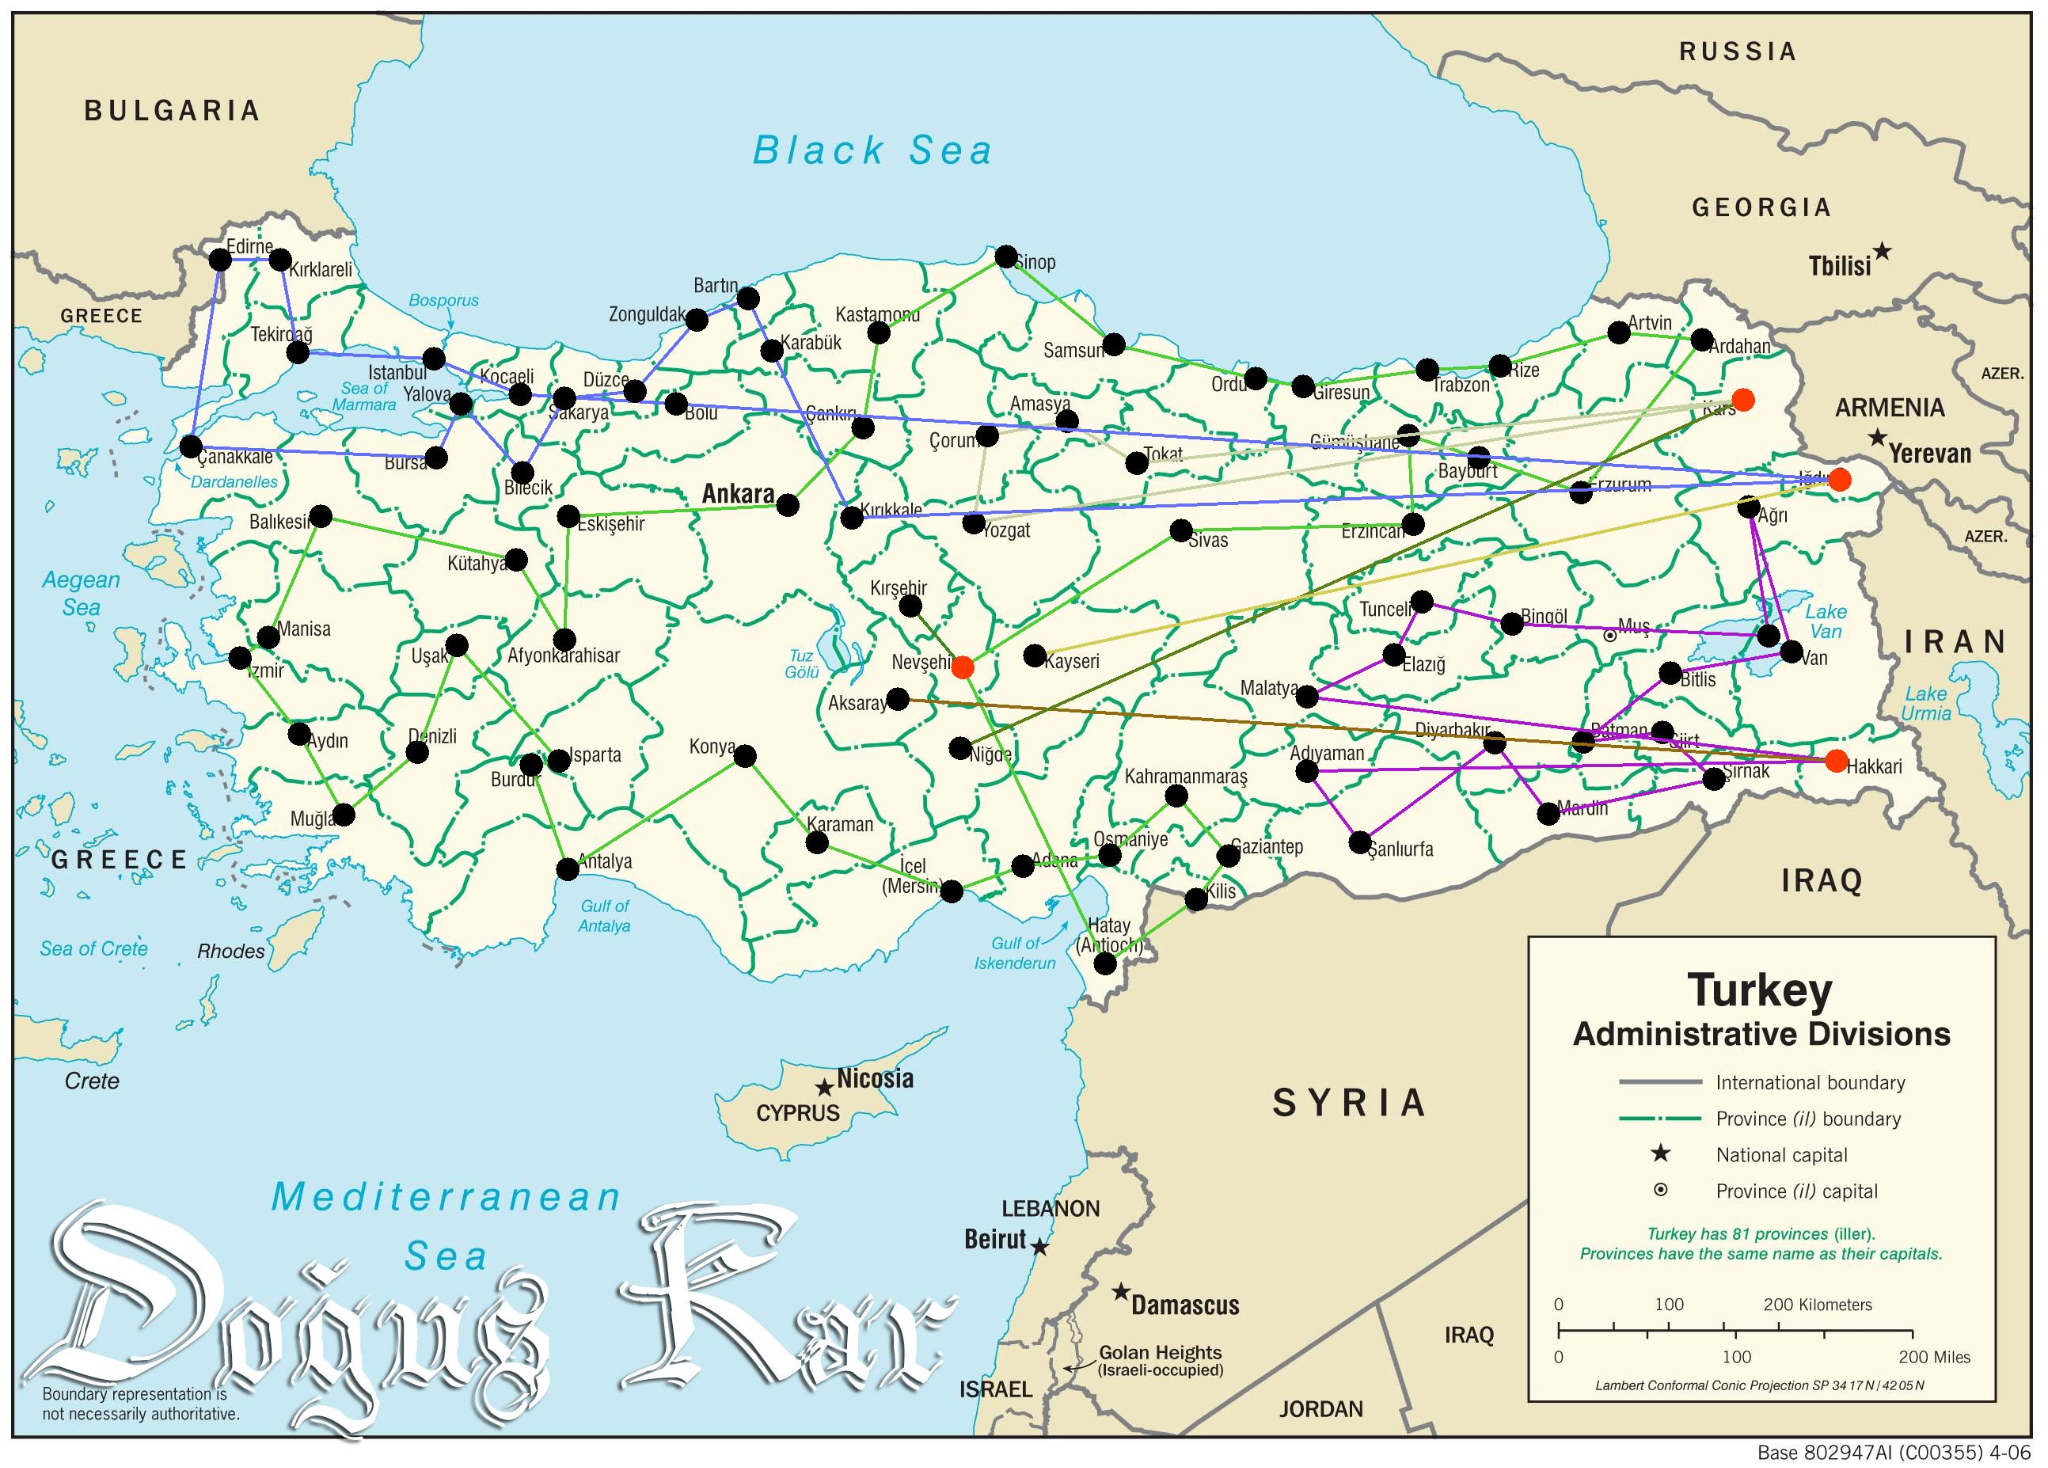 RUSSIA
BULGARIA
Black Sea
GEORGIA
Tbilisi
Edirne
Kırklareli
Sinop
Bosporus
Bartın
GREECE
Zonguldak
Kastamonu
Artvin
Tekirdağ
Karabük
Samsun
Ardahan
Istanbul
Kocaeli
Düzce
Ordu
Giresun
Trabzon
Rize
AZER.
Sea of
Marmara
Yalova
Sakarya
Bolu
Çankırı
Amasya
Kars
ARMENIA
Çorum
Gümüşhane
Yerevan
Çanakkale
Bursa
Tokat
Bayburt
Dardanelles
Bilecik
Ankara
Erzurum
Iğdır
Balıkesir
Eskişehir
Kırıkkale
Yozgat
Sivas
Erzincan
Ağrı
AZER.
Kütahya
Aegean
Sea
Kırşehir
Tunceli
Bingöl
Muş
Lake
Van
Manisa
IRAN
Uşak
Afyonkarahisar
Tuz
Gölü
Nevşehir
Kayseri
Elazığ
Van
Izmir
Bitlis
Aksaray
Malatya
Lake
Urmia
Aydın
Denizli
Isparta
Konya
Niğde
Diyarbakır
Batman
Siirt
Burdur
Adıyaman
Şırnak
Hakkari
Kahramanmaraş
Muğla
Karaman
Mardin
GREECE
Antalya
İçel
(Mersin)
Adana
Osmaniye
Gaziantep
Şanlıurfa
IRAQ
Kilis
Gulf of
Antalya
Hatay
(Antioch)
Sea of Crete
Rhodes
Gulf of
Iskenderun
Crete
Nicosia
CYPRUS
SYRIA
Turkey
Administrative Divisions
International boundary
Province (il) boundary
National capital
Province (il) capital
Turkey has 81 provinces (iller).
Provinces have the same name as their capitals.
0 100 200 Kilometers
0 100 200 Miles
Lambert Conformal Conic Projection SP 34 17 N / 42 05 N
Mediterranean
Sea
LEBANON
Beirut
Damascus
IRAQ
Golan Heights
(Israeli-occupied)
ISRAEL
JORDAN
Doğuş Kar
Boundary representation is
not necessarily authoritative.
Base 802947AI (C00355) 4-06